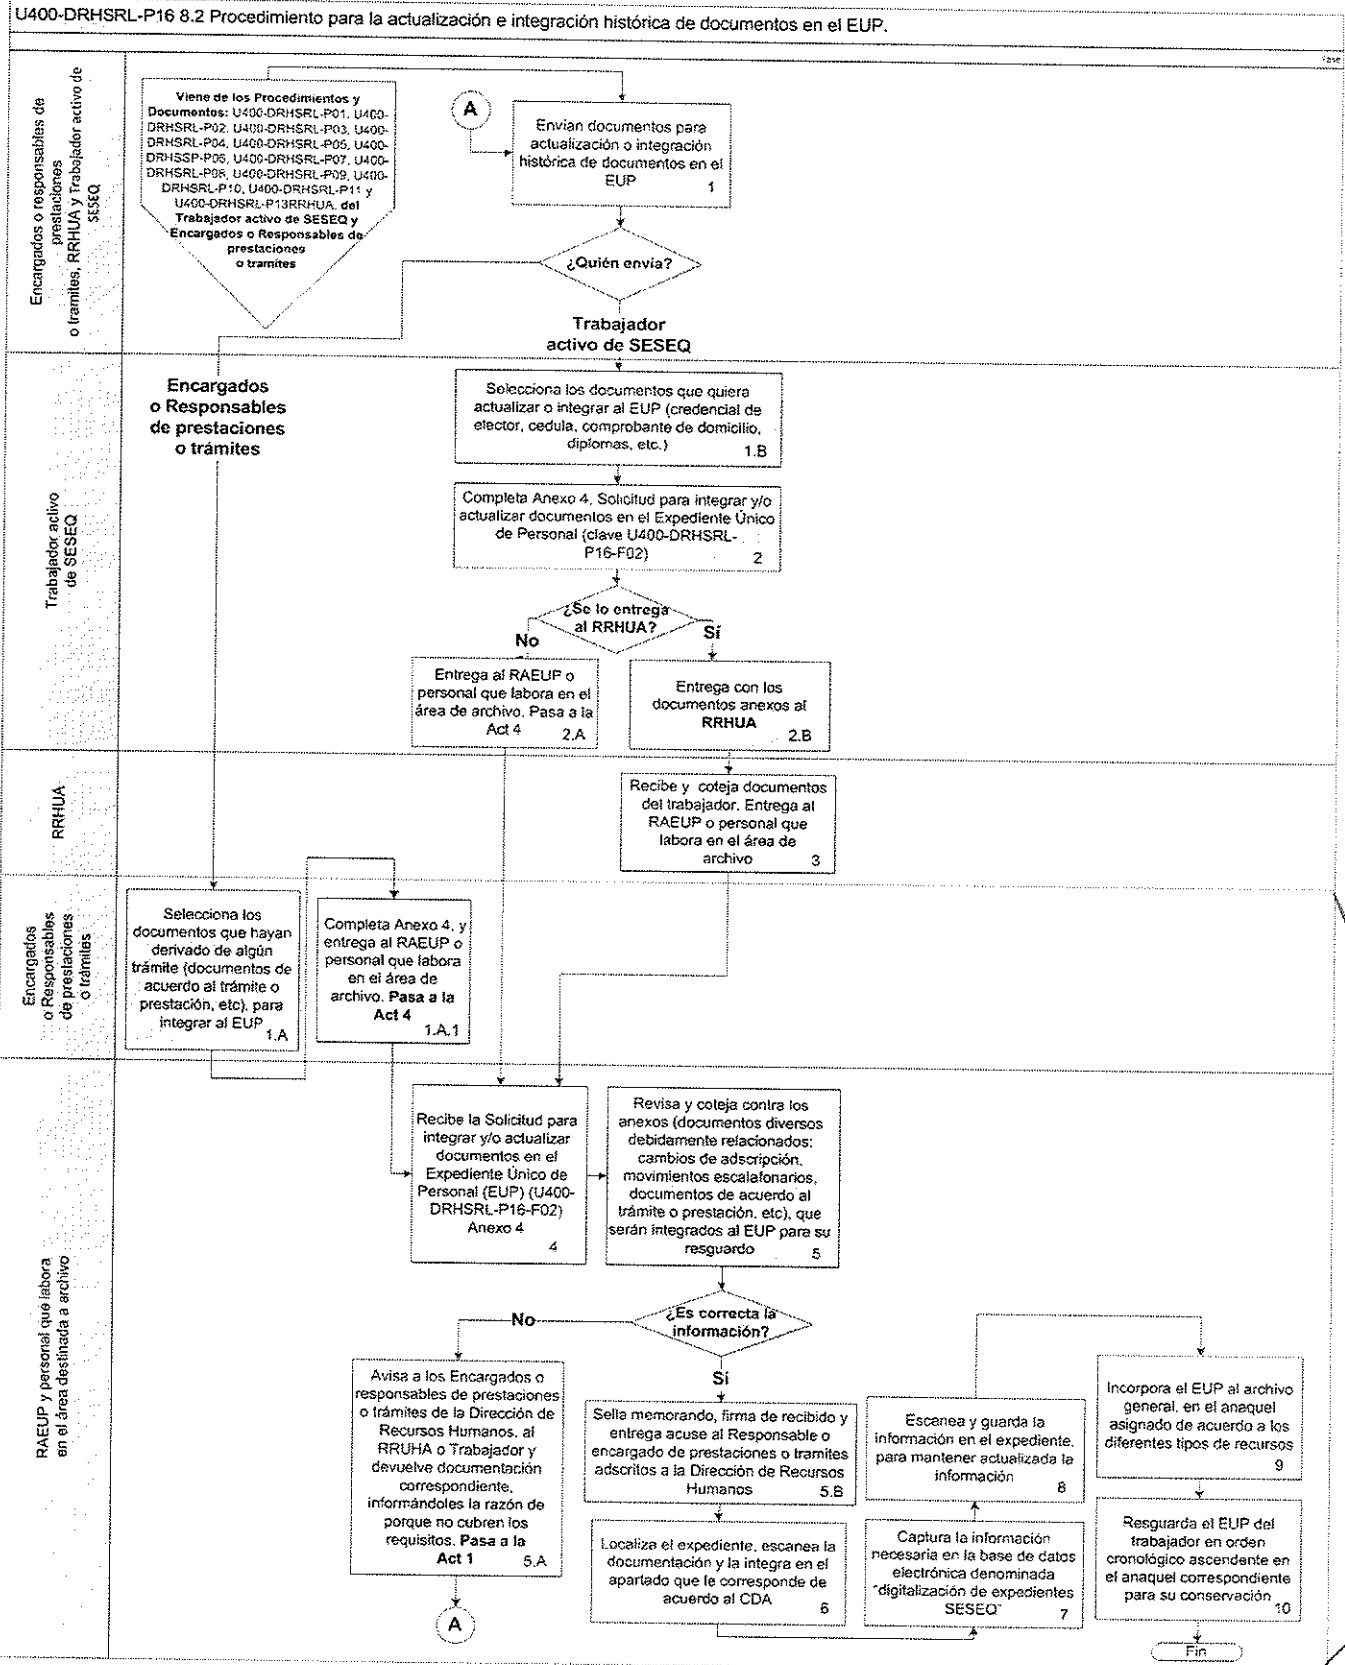 U400-DRHSRL-P16 8.2 Procedimiento para la actualización e integración histórica de documentos en el EUP.
Encargados o responsables de
prestaciones
o tramites, RRHUA y Trabajador activo de
SESEQ
Viene de los Procedimientos y
Documentos: U400-DRHSRL-P01, U400-
DRHSRL-P02, U400-DRHSRL-P03, U400-
DRHSRL-P04, U400-DRHSRL-P05, U400-
DRHSSP-P06, U400-DRHSRL-P07, U400-
DRHSRL-P08, U400-DRHSRL-P09, U400-
DRHSRL-P10, U400-DRHSRL-P11 y
U400-DRHSRL-P13RRHUA, del
Trabajador activo de SESEQ y
Encargados o Responsables de
prestaciones
o tramites
A
Envían documentos para
actualización o integración
histórica de documentos en el
EUP
1
¿Quién envía?
Trabajador
activo de SESEQ
Trabajador activo
de SESEQ
Encargados
o Responsables
de prestaciones
o trámites
Selecciona los documentos que quiera
actualizar o integrar al EUP (credencial de
elector, cedula, comprobante de domicilio,
diplomas, etc.)
1.B
Completa Anexo 4, Solicitud para integrar y/o
actualizar documentos en el Expediente Único
de Personal (clave U400-DRHSRL-
P16-F02)
2
¿Se lo entrega
al RRHUA?
No
Sí
Entrega al RAEUP o
personal que labora en el
área de archivo. Pasa a la
Act 4
2.A
Entrega con los
documentos anexos al
RRHUA
2.B
RRHUA
Recibe y coteja documentos
del trabajador. Entrega al
RAEUP o personal que
labora en el área de
archivo
3
Encargados
o Responsables
de prestaciones
o trámites
Selecciona los
documentos que hayan
derivado de algún
trámite (documentos de
acuerdo al trámite o
prestación, etc), para
integrar al EUP
1.A
Completa Anexo 4, y
entrega al RAEUP o
personal que labora
en el área de
archivo. Pasa a la
Act 4
1.A.1
RAEUP y personal que labora
en el área destinada a archivo
Recibe la Solicitud para
integrar y/o actualizar
documentos en el
Expediente Único de
Personal (EUP) (U400-
DRHSRL-P16-F02)
Anexo 4
4
Revisa y coteja contra los
anexos (documentos diversos
debidamente relacionados:
cambios de adscripción,
movimientos escalafonarios,
documentos de acuerdo al
trámite o prestación, etc), que
serán integrados al EUP para su
resguardo
5
¿Es correcta la
información?
No
Sí
Avisa a los Encargados o
responsables de prestaciones
o trámites de la Dirección de
Recursos Humanos, al
RRUHA o Trabajador y
devuelve documentación
correspondiente,
informándoles la razón de
porque no cubren los
requisitos. Pasa a la
Act 1
5.A
A
Sella memorando, firma de recibido y
entrega acuse al Responsable o
encargado de prestaciones o tramites
adscritos a la Dirección de Recursos
Humanos
5.B
Localiza el expediente, escanea la
documentación y la integra en el
apartado que le corresponde de
acuerdo al CDA
6
Captura la información
necesaria en la base de datos
electrónica denominada
"digitalización de expedientes
SESEQ"
7
Escanea y guarda la
información en el expediente,
para mantener actualizada la
información
8
Incorpora el EUP al archivo
general, en el anaquel
asignado de acuerdo a los
diferentes tipos de recursos
9
Resguarda el EUP del
trabajador en orden
cronológico ascendente en
el anaquel correspondiente
para su conservación
10
Fin